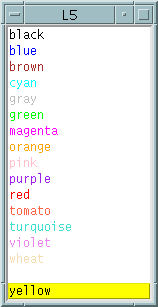 L5
black
blue
brown
cyan
gray
green
magenta
orange
pink
purple
red
tomato
turquoise
violet
wheat
yellow